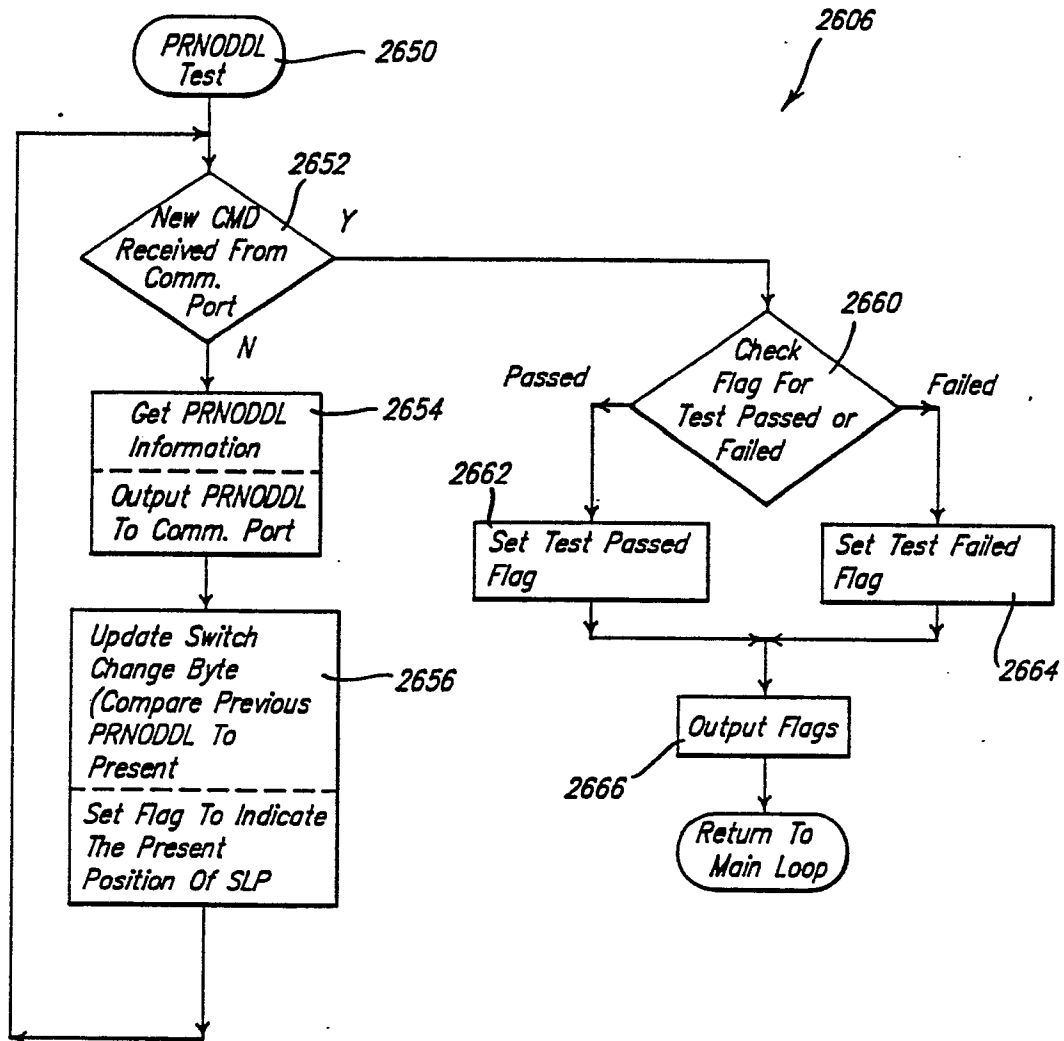 PRNODDL
Test
2650
2606
2652
New CMD
Received From
Comm.
Port
Y
N
Get PRNODDL
Information
2654
Output PRNODDL
To Comm. Port
Update Switch
Change Byte
(Compare Previous
PRNODDL To
Present
2656
Set Flag To Indicate
The Present
Position Of SLP
2660
Check
Flag For
Test Passed or
Failed
Passed
Failed
2662
Set Test Passed
Flag
Set Test Failed
Flag
2664
Output Flags
2666
Return To
Main Loop